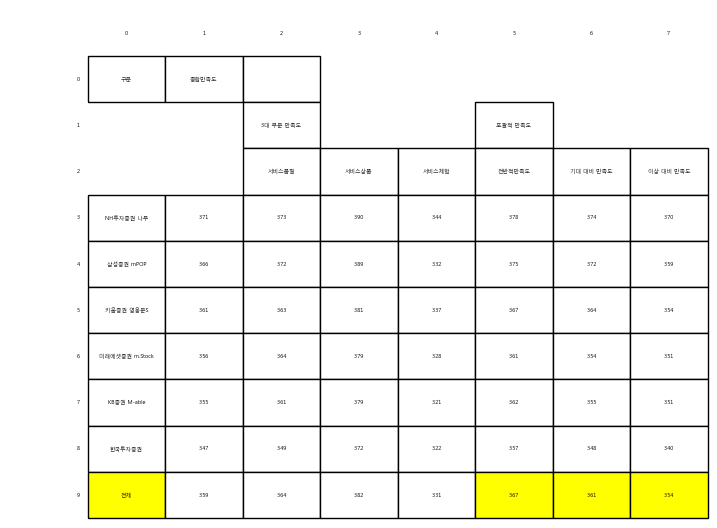 0 1 2 3 4 5 6 7
0 구분 종합만족도
1 3대 부문 만족도 포괄적 만족도
2 서비스품질 서비스상품 서비스체험 전반적만족도 기대 대비 만족도 이상 대비 만족도
3 NH투자증권 나무 371 373 390 344 378 374 370
4 삼성증권 mPOP 366 372 389 332 375 372 359
5 키움증권 영웅문S 361 363 381 337 367 364 354
6 미래에셋증권 m.Stock 356 364 379 328 361 354 351
7 KB증권 M-able 355 361 379 321 362 355 351
8 한국투자증권 347 349 372 322 357 348 340
9 전체 359 364 382 331 367 361 354